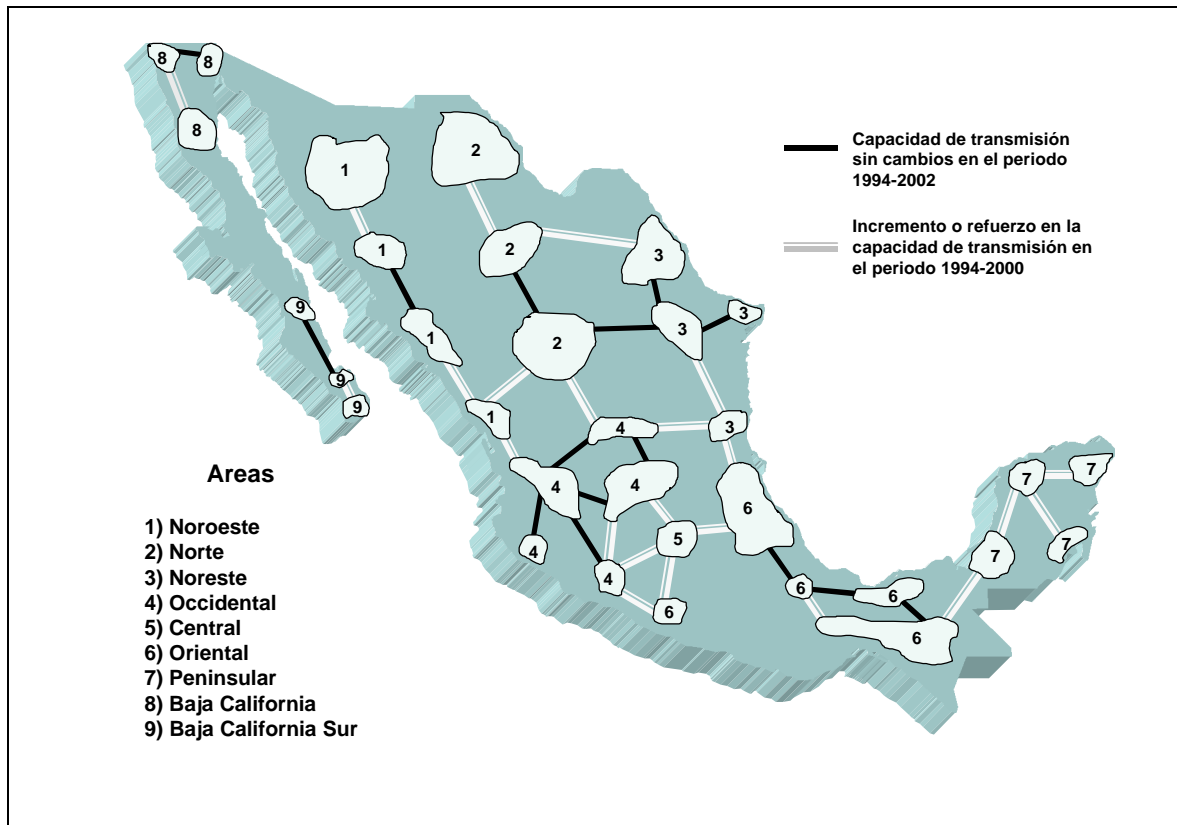 8
8
8
1
2
1
2
3
9
1
2
3
3
9
9
1
4
3
4
4
6
5
4
4
6
6
6
6
7
7
7
7
Capacidad de transmisión
sin cambios en el periodo
1994-2002
Incremento o refuerzo en la
capacidad de transmisión en
el periodo 1994-2000
Areas
1) Noroeste
2) Norte
3) Noreste
4) Occidental
5) Central
6) Oriental
7) Peninsular
8) Baja California
9) Baja California Sur